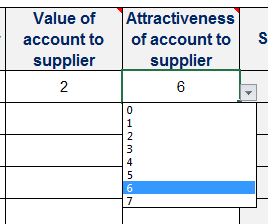 Value of
account to
supplier
Attractiveness
of account to
supplier
S
2
6
0
1
2
3
4
5
6
7